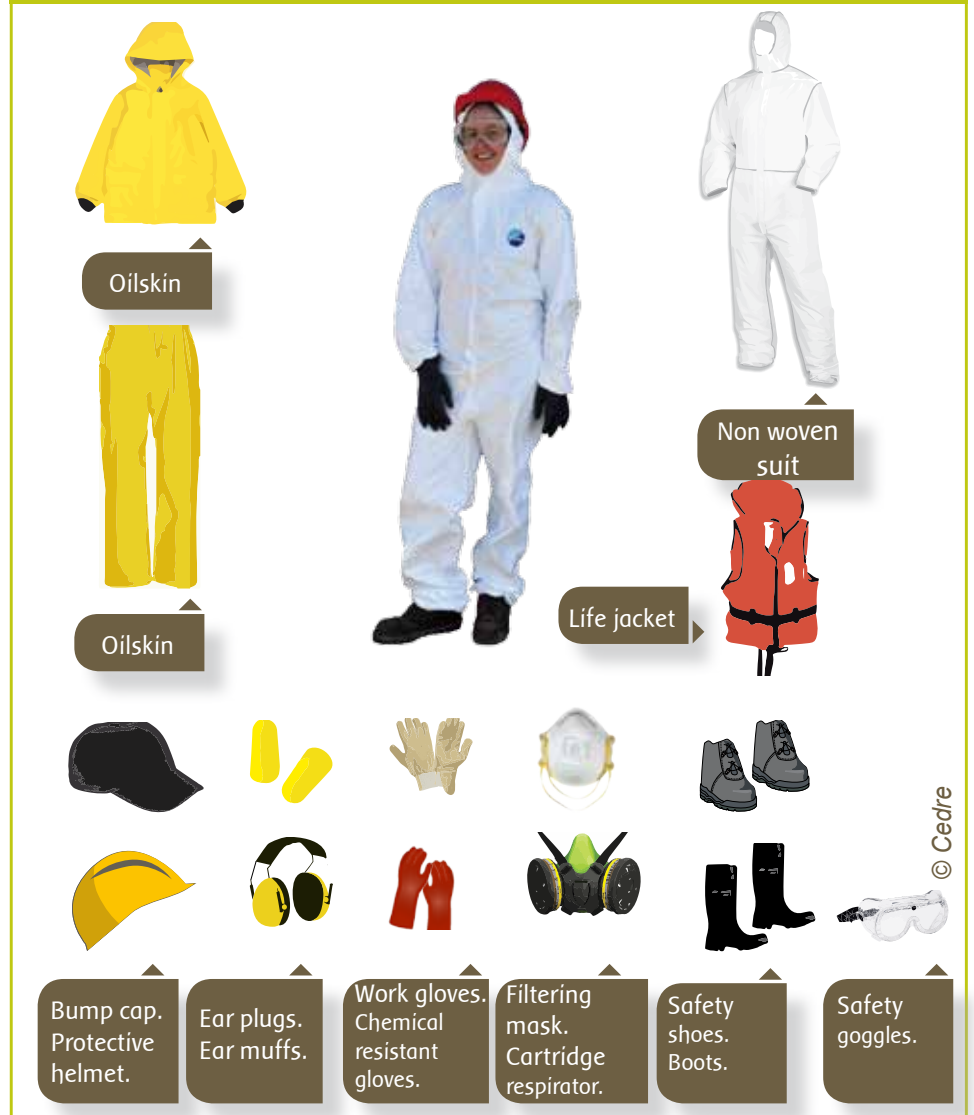 Oilskin
Non woven
suit
Life jacket
Oilskin
© Cedre
Bump cap.
Protective
helmet.
Ear plugs.
Ear muffs.
Work gloves.
Chemical
resistant
gloves.
Filtering
mask.
Cartridge
respirator.
Safety
shoes.
Boots.
Safety
goggles.